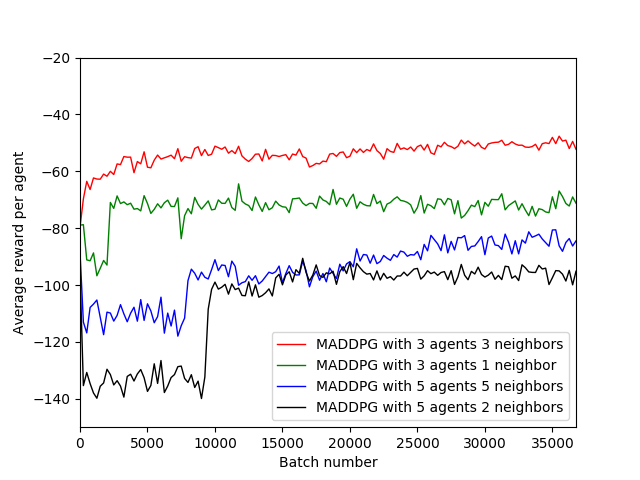 −20
−40
−60
−80
−100
−120
−140
Average reward per agent
0 5000 10000 15000 20000 25000 30000 35000
Batch number
MADDPG with 3 agents 3 neighbors
MADDPG with 3 agents 1 neighbor
MADDPG with 5 agents 5 neighbors
MADDPG with 5 agents 2 neighbors